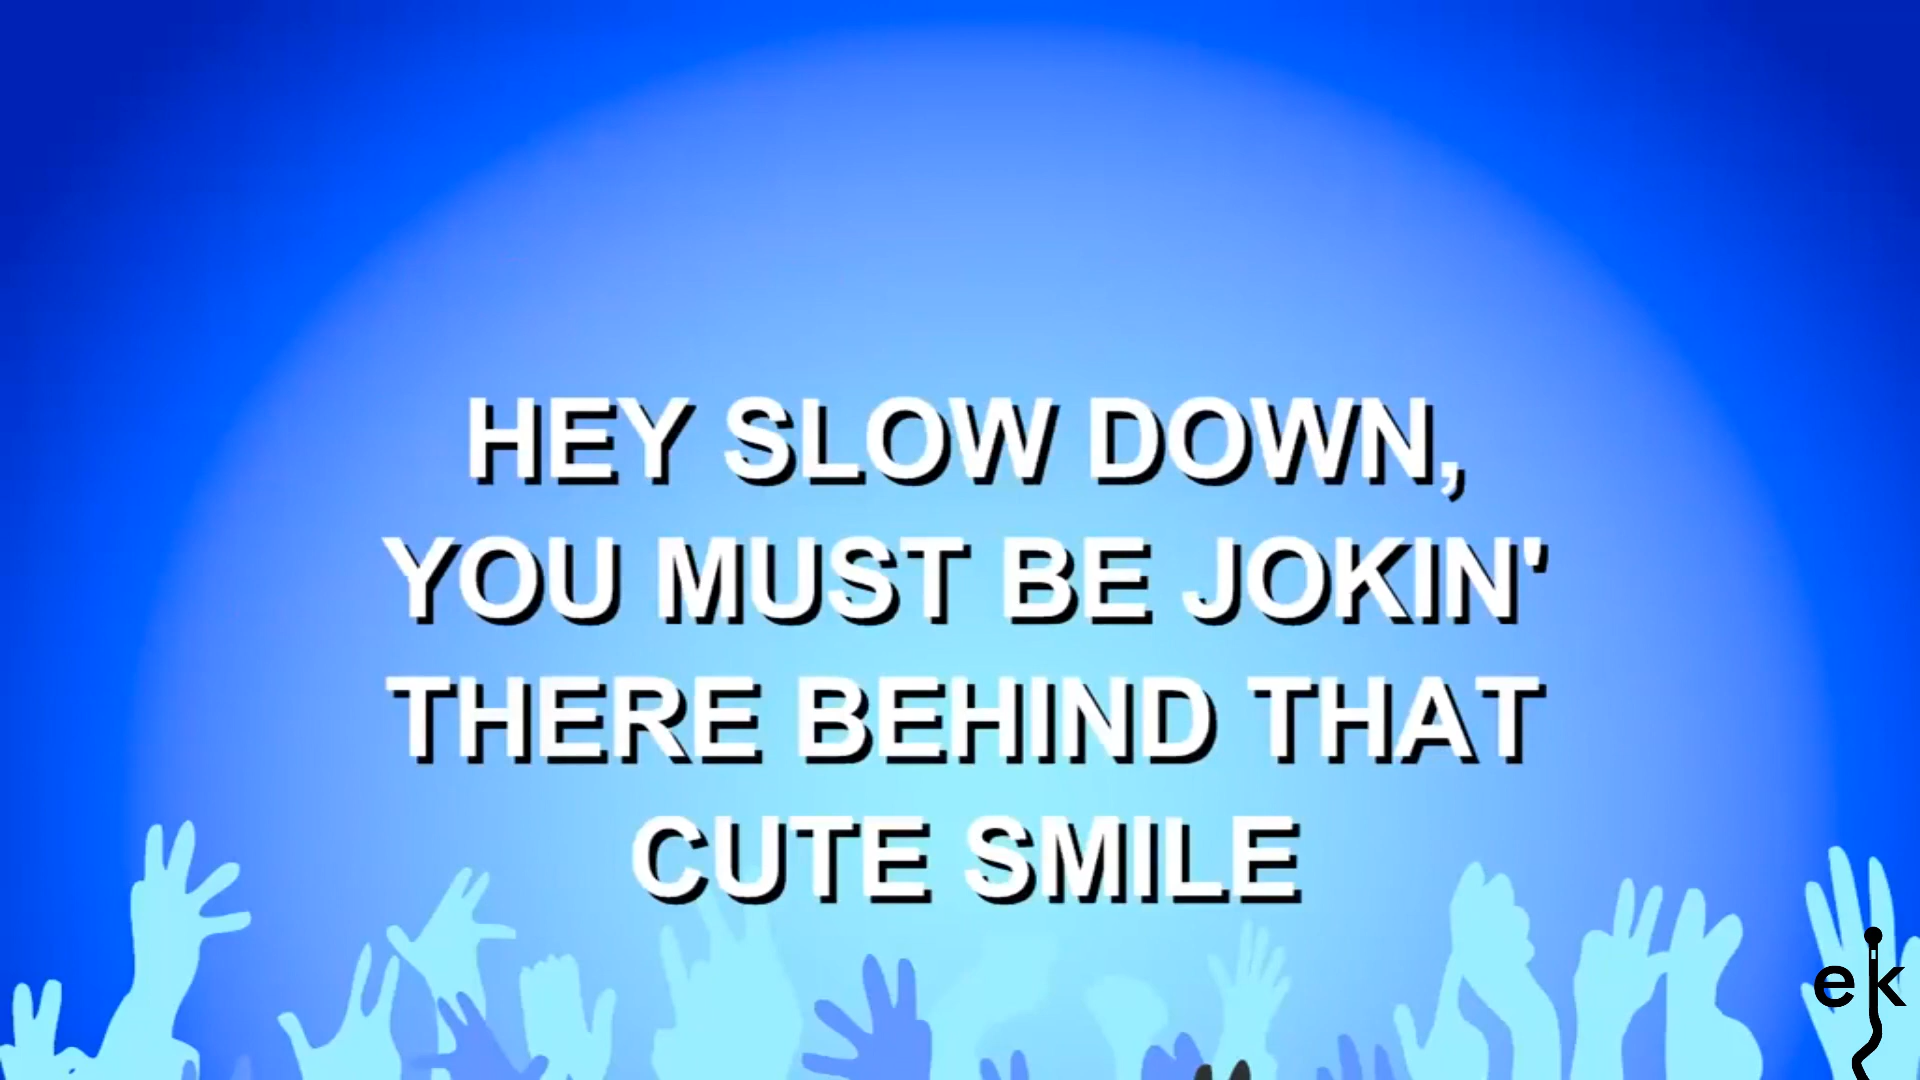 HEY SLOW DOWN,
YOU MUST BE JOKIN'
THERE BEHIND THAT
CUTE SMILE
ek